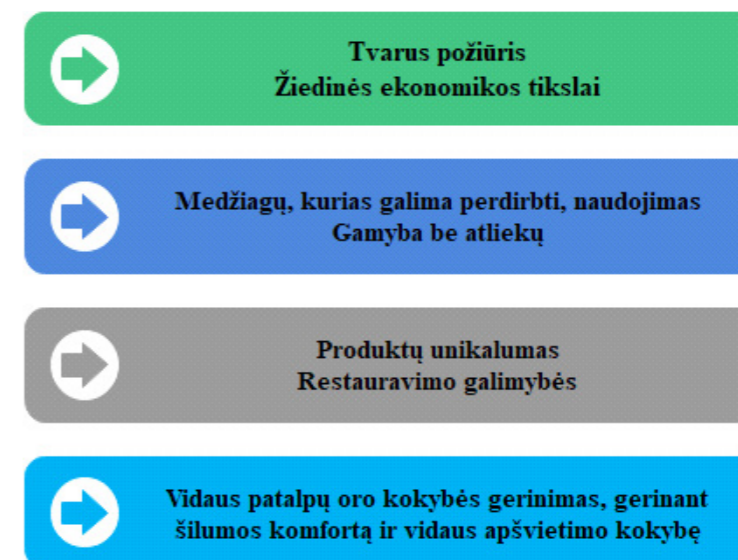 Tvarus požiūris
Žiedinės ekonomikos tikslai
Medžiagų, kurias galima perdirbti, naudojimas
Gamyba be atliekų
Produktų unikalumas
Restauravimo galimybės
Vidaus patalpų oro kokybės gerinimas, gerinant
šilumos komfortą ir vidaus apšvietimo kokybę